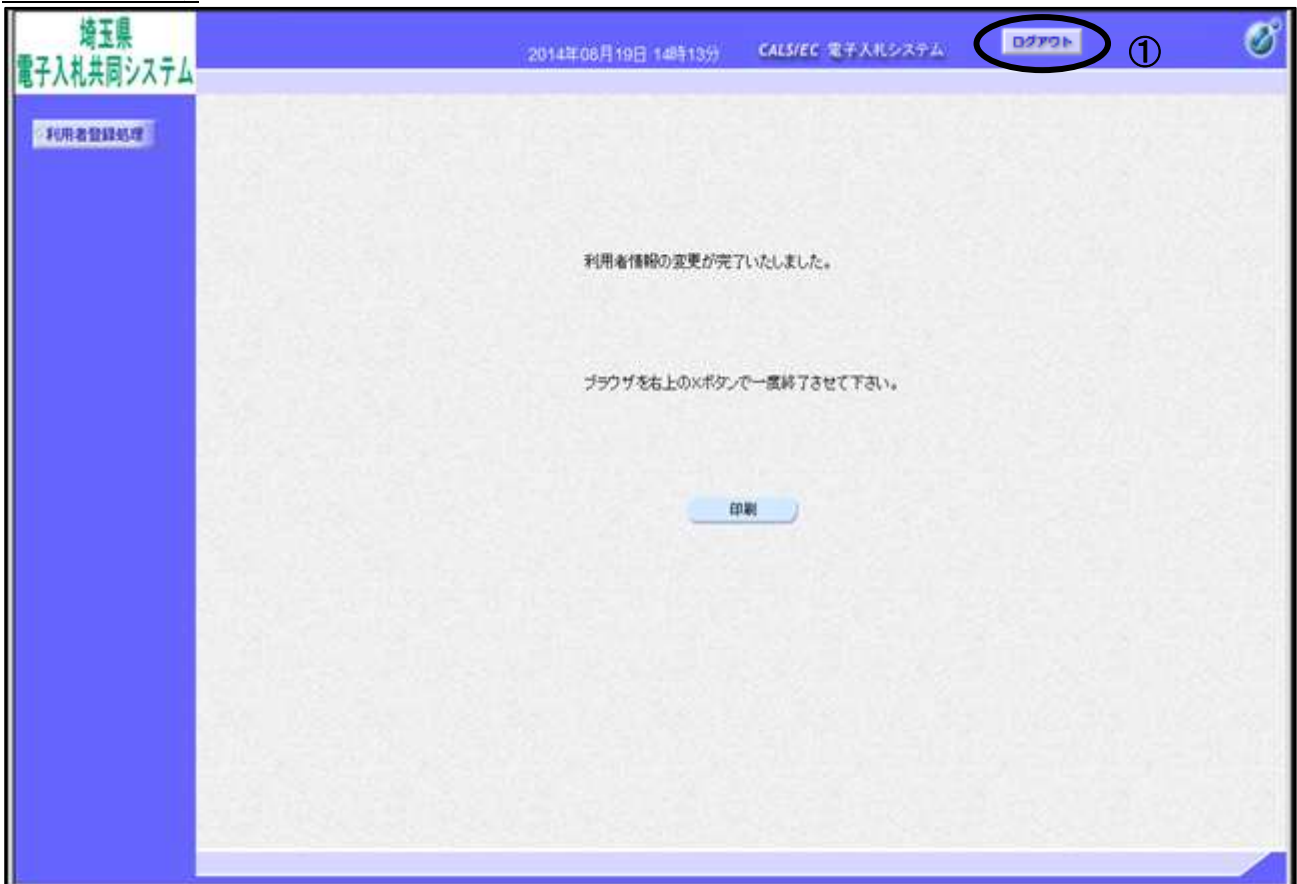 埼玉県
電子入札共同システム
2014年08月19日 14時13分
CALS/EC 電子入札システム
ログアウト
①
利用者登録処理
利用者情報の変更が完了いたしました。
ブラウザを右上の×ボタンで一度終了させて下さい。
印刷